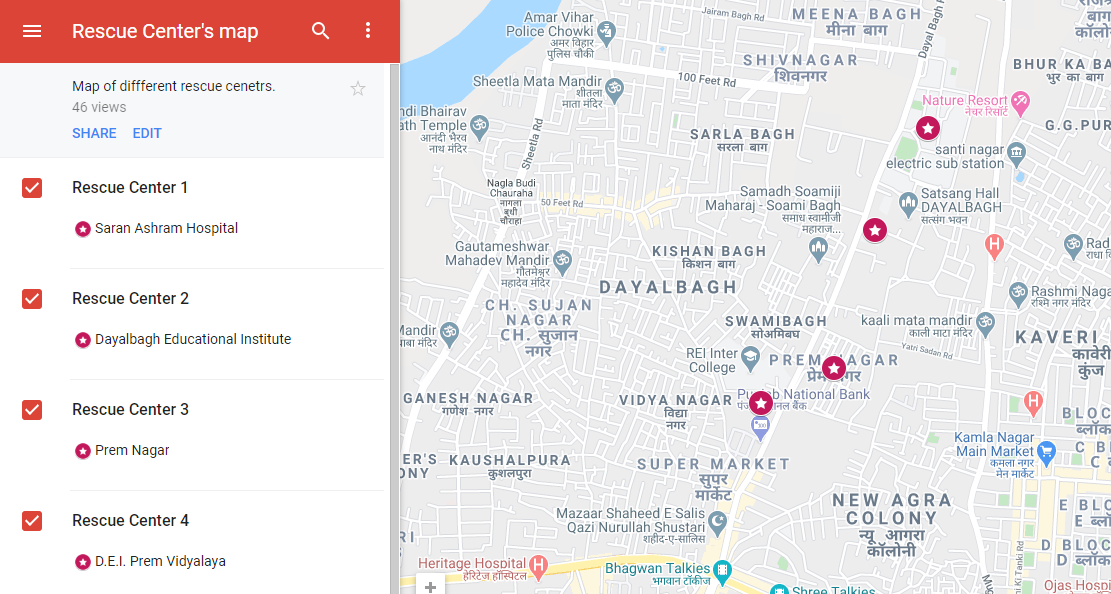 Rescue Center's map
Map of diffferent rescue cenetrs.
46 views
SHARE EDIT
Rescue Center 1
Saran Ashram Hospital
Rescue Center 2
Dayalbagh Educational Institute
Rescue Center 3
Prem Nagar
Rescue Center 4
D.E.I. Prem Vidyalaya
Amar Vihar
Police Chowki
अमर विहार
पुलिस चौकी
Jairam Bagh Rd
MEENA BAGH
मीना बाग
Dayal Bagh
बाग
कालोनी
Sheetla Mata Mandir
शीतला
माता मंदिर
100 Feet Rd
SHIVNAGAR
शिवनगर
BHUR KA BA
भुर का बाग
ndi Bhairav
ath Temple
आनंदी भैरव
नाथ मंदिर
Sheetla Rd
SARLA BAGH
सरला बाग
Nature Resort
नेचर रिसॉर्ट
G.G.PUR
santi nagar
electric sub station
Nagla Budi
Chauraha
नागला
बूधी
चौराहा
50 Feet Rd
Samadh Soamiji
Maharaj - Soami Bagh
समाध स्वामीजी
महाराज...
Satsang Hall
DAYALBAGH
सत्संग भवन
Gautameshwar
Mahadev Mandir
गौतमेश्वर
महादेव मंदिर
KISHAN BAGH
किशन बाग
Rad
राधा
DAYALBAGH
Rashmi Naga
रश्मि नगर मंदिर
CH. SUJAN
NAGAR
CH. सुजान
नगर
Mandir
बाबा मंदिर
SWAMIBAGH
सोअमिबघ
kaali mata mandir
काली माता मंदिर
KAVERI
कावेरी
कुंज
Yatri Sadan Rd
REI Inter
College
PREM NAGAR
प्रेम नगर
GANESH NAGAR
गणेश नगर
VIDYA NAGAR
विद्या
नगर
Punjab National Bank
पंजाब नेशनल बैंक
BLOC
ब्लॉक
Kamla Nagar
Main Market
कमला नगर
मेन मार्केट
C BLOC
C ब्लॉक
ER'S
ONY
KAUSHALPURA
कुशलपुरा
SUPER MARKET
सुपर
मार्केट
NEW AGRA
COLONY
न्यू आगरा
कॉलोनी
E BLOC
E ब्लॉ
Mazaar Shaheed E Salis
Qazi Nurullah Shustari
शहीद-ए-सालिस
D BLOC
D ब्लॉक
Heritage Hospital
हेरिटेज हॉस्पिटल
Bhagwan Talkies
भगवान टॉकीज
Shree Talkies
Ki Tanki Rd
Ojas Hospi